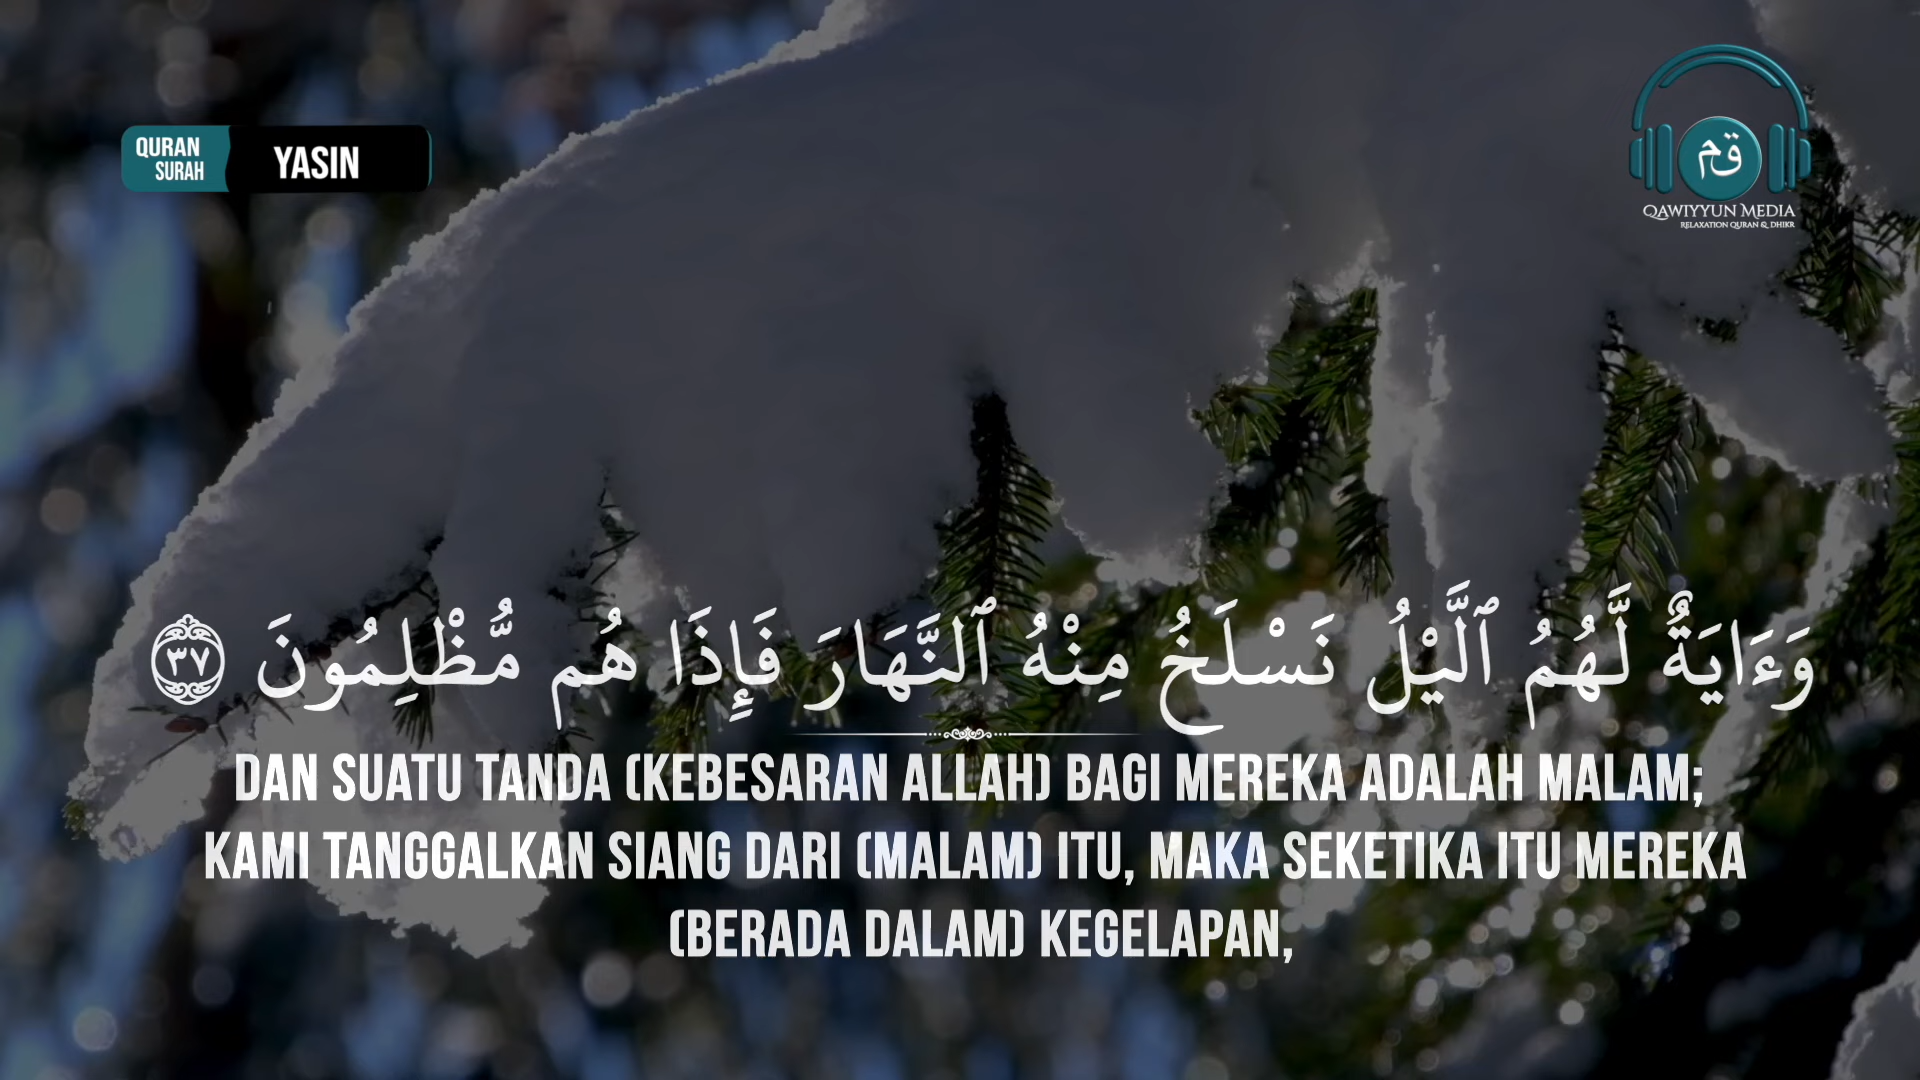 QURAN
SURAH
YASIN
قم
QAWIYYUN MEDIA
RELAXATION QURAN & DHIKR
وَءَايَةٌ لَّهُمُ ٱلَّيْلُ نَسْلَخُ مِنْهُ ٱلنَّهَارَ فَإِذَا هُم مُّظْلِمُونَ ٣٧
DAN SUATU TANDA (KEBESARAN ALLAH) BAGI MEREKA ADALAH MALAM;
KAMI TANGGALKAN SIANG DARI (MALAM) ITU, MAKA SEKETIKA ITU MEREKA
(BERADA DALAM) KEGELAPAN,